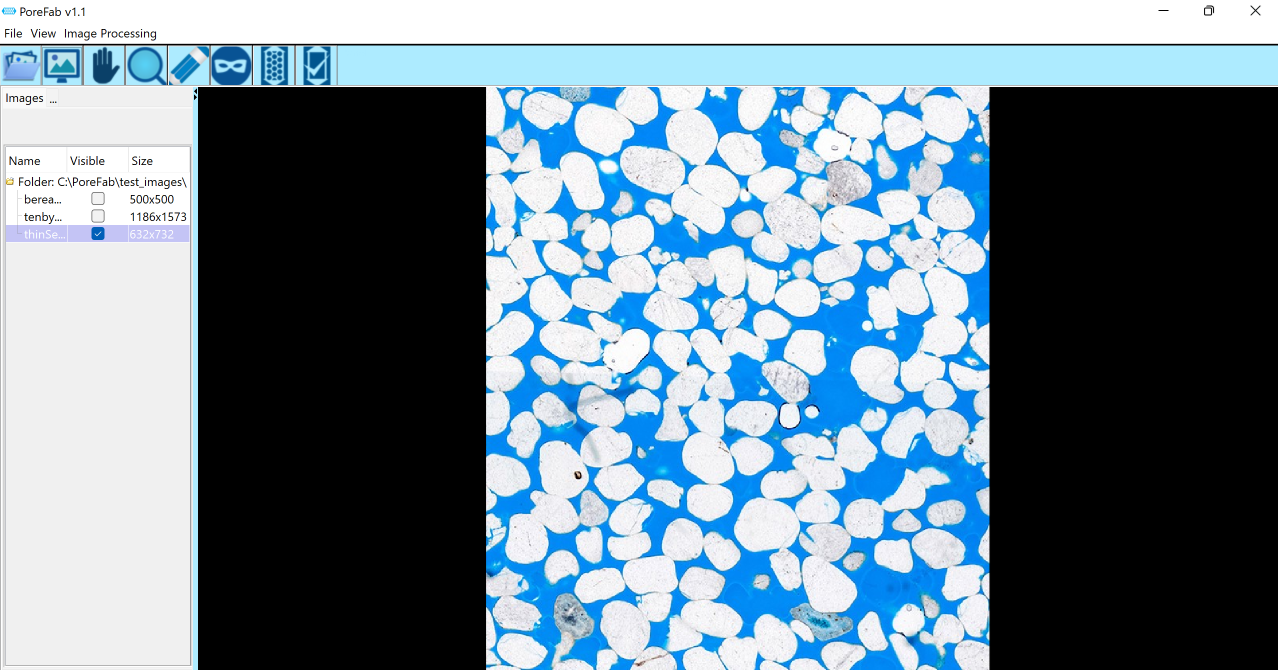 PoreFab v1.1
File View Image Processing
Images ...
Name Visible Size
Folder: C:\PoreFab\test_images\
berea... 500x500
tenby... 1186x1573
thinSe... 632x732